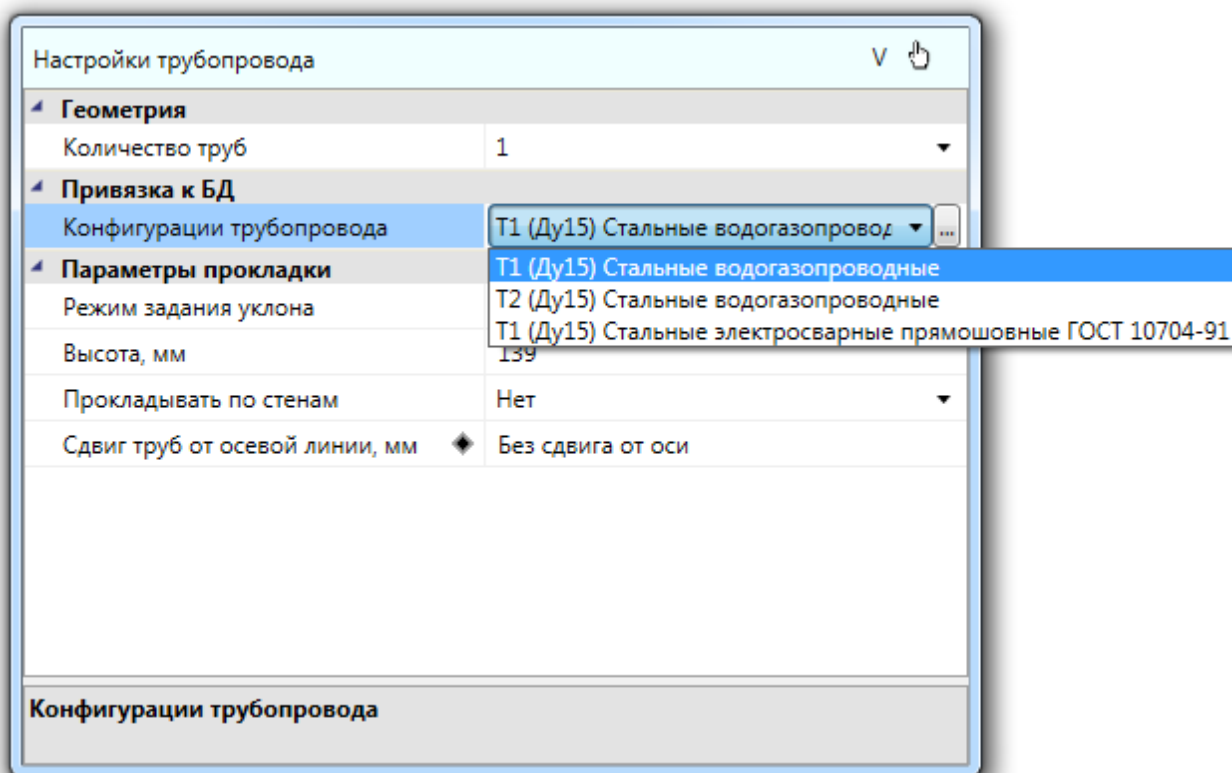 Настройки трубопровода V
Геометрия
Количество труб 1
Привязка к БД
Конфигурации трубопровода Т1 (Ду15) Стальные водогазопровод ...
Параметры прокладки Т1 (Ду15) Стальные водогазопроводные
Режим задания уклона Т2 (Ду15) Стальные водогазопроводные
Т1 (Ду15) Стальные электросварные прямошовные ГОСТ 10704-91
Высота, мм 139
Прокладывать по стенам Нет
Сдвиг труб от осевой линии, мм Без сдвига от оси
Конфигурации трубопровода